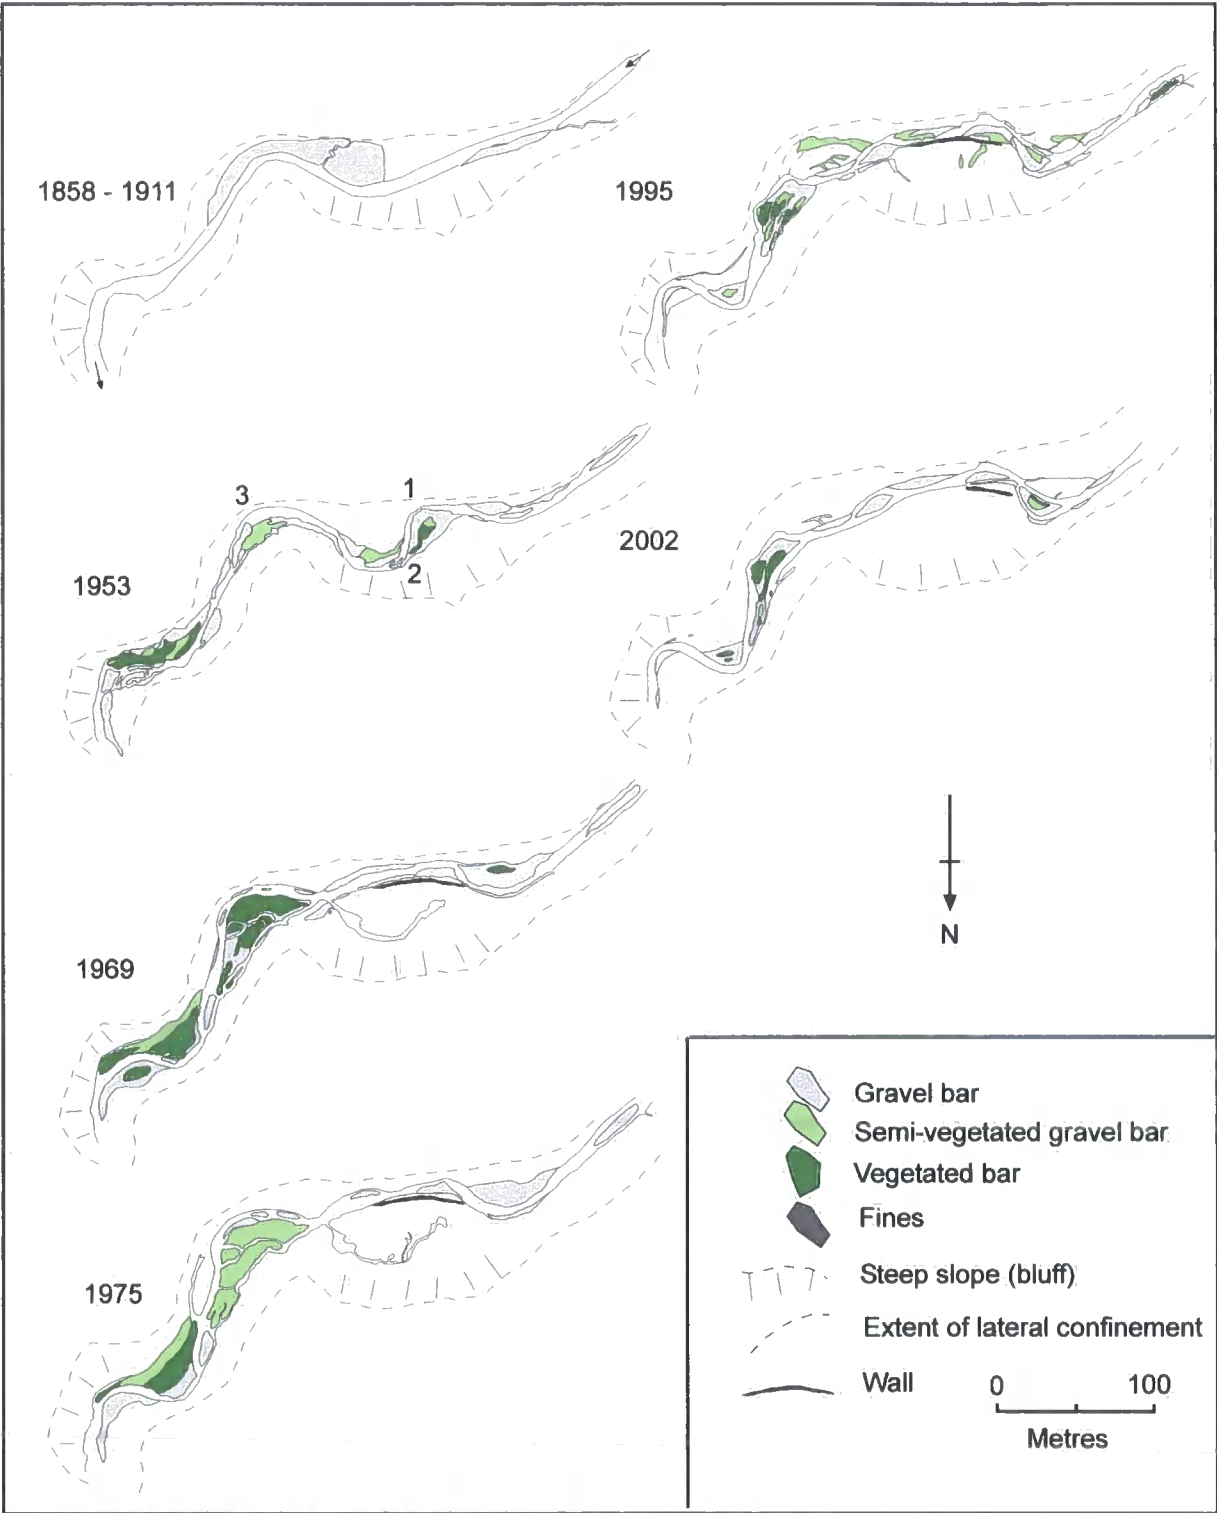 1858 - 1911
1995
3
1
2
1953
2002
1969
N
1975
Gravel bar
Semi-vegetated gravel bar
Vegetated bar
Fines
Steep slope (bluff)
Extent of lateral confinement
Wall
0 100
Metres